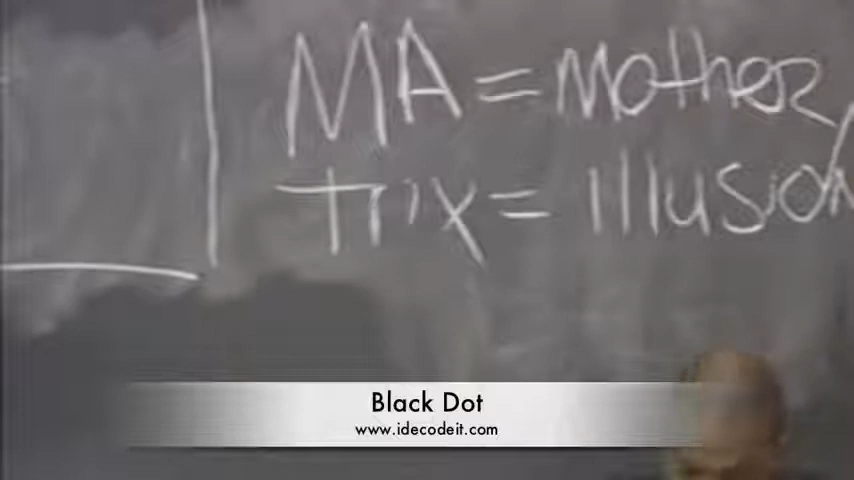 MA = Mother
Trix = illusion
Black Dot
www.idecodeit.com